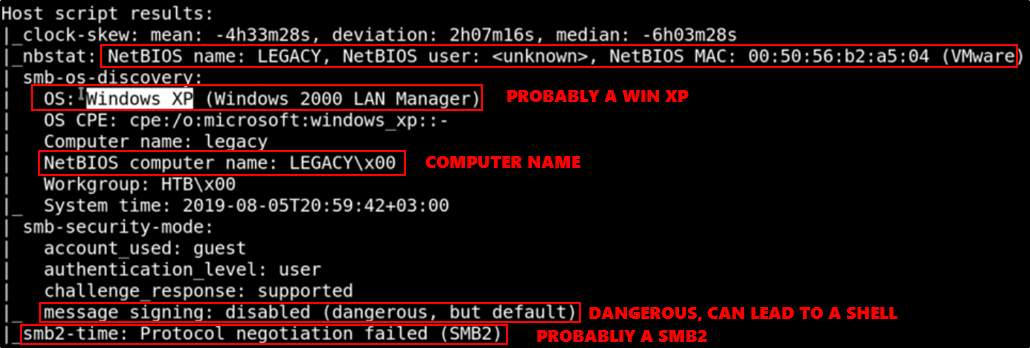 Host script results:
|_clock-skew: mean: -4h33m28s, deviation: 2h07m16s, median: -6h03m28s
|_nbstat: NetBIOS name: LEGACY, NetBIOS user: <unknown>, NetBIOS MAC: 00:50:56:b2:a5:04 (VMware)
| smb-os-discovery:
|   OS: Windows XP (Windows 2000 LAN Manager) PROBABLY A WIN XP
|   OS CPE: cpe:/o:microsoft:windows_xp::-
|   Computer name: legacy
|   NetBIOS computer name: LEGACY\x00 COMPUTER NAME
|   Workgroup: HTB\x00
|_  System time: 2019-08-05T20:59:42+03:00
| smb-security-mode:
|   account_used: guest
|   authentication_level: user
|   challenge_response: supported
|_  message_signing: disabled (dangerous, but default) DANGEROUS, CAN LEAD TO A SHELL
|_smb2-time: Protocol negotiation failed (SMB2) PROBABLIY A SMB2